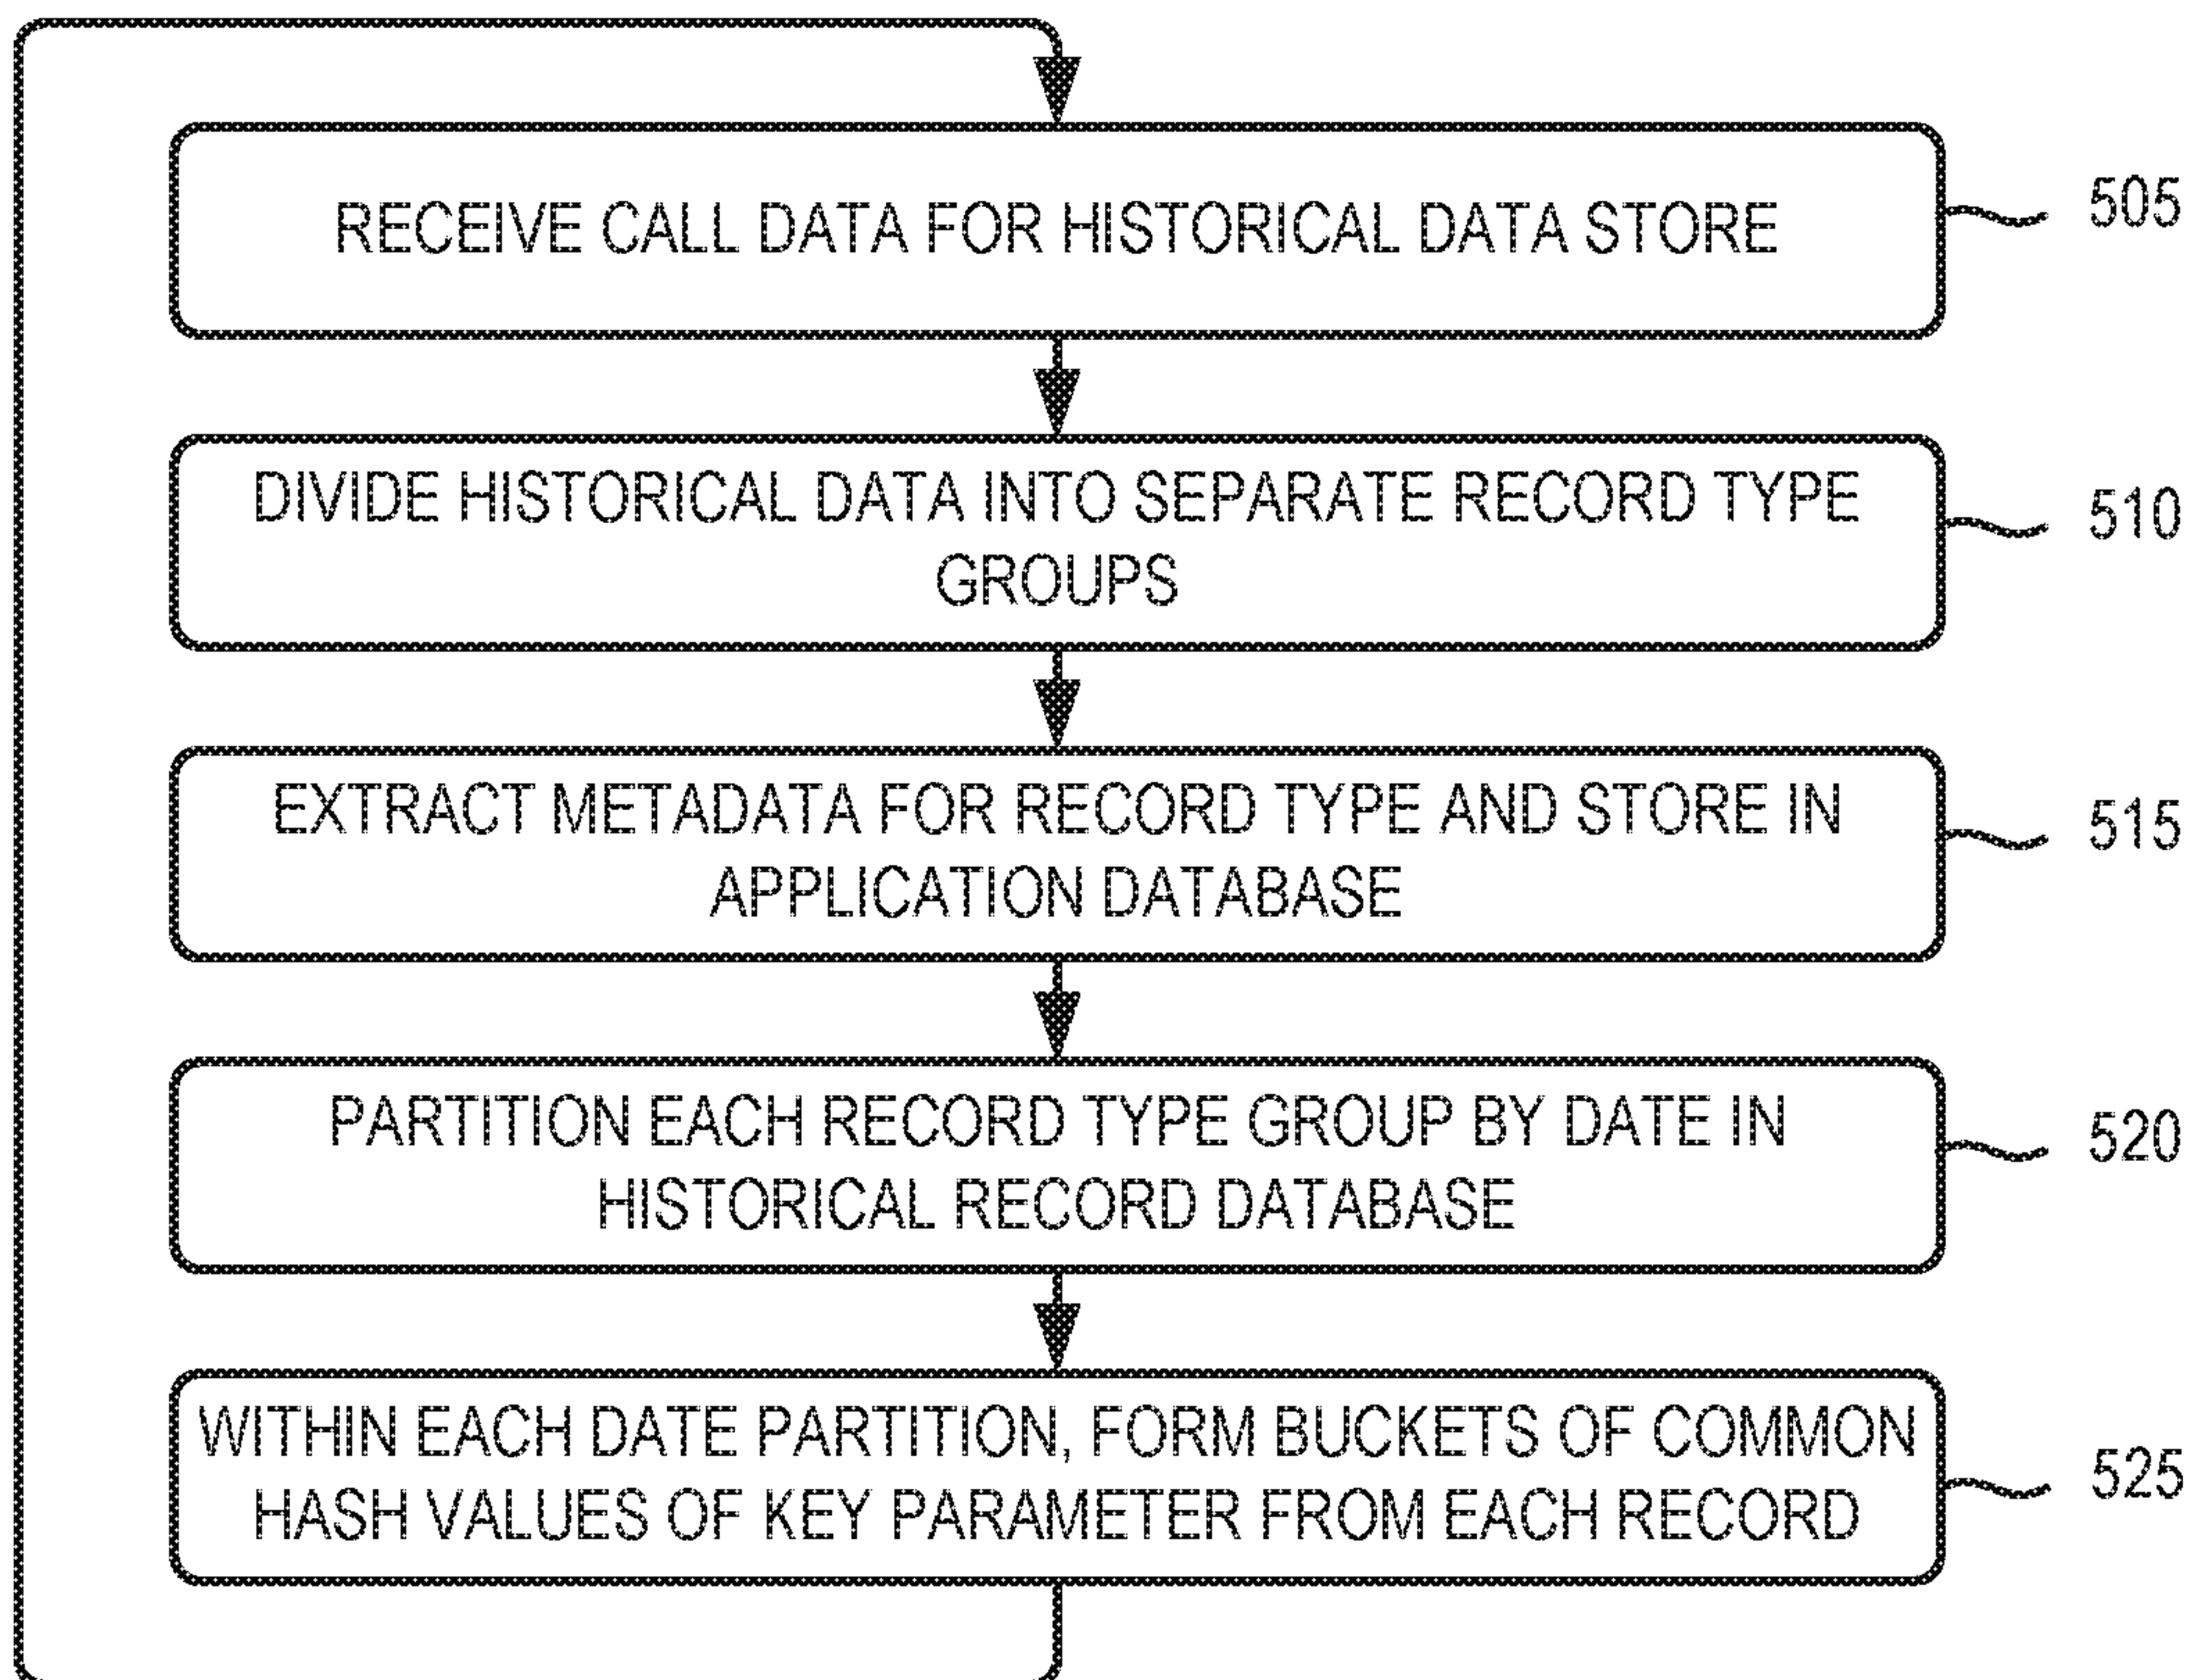 RECEIVE CALL DATA FOR HISTORICAL DATA STORE
505
DIVIDE HISTORICAL DATA INTO SEPARATE RECORD TYPE
GROUPS
510
EXTRACT METADATA FOR RECORD TYPE AND STORE IN
APPLICATION DATABASE
515
PARTITION EACH RECORD TYPE GROUP BY DATE IN
HISTORICAL RECORD DATABASE
520
WITHIN EACH DATE PARTITION, FORM BUCKETS OF COMMON
HASH VALUES OF KEY PARAMETER FROM EACH RECORD
525